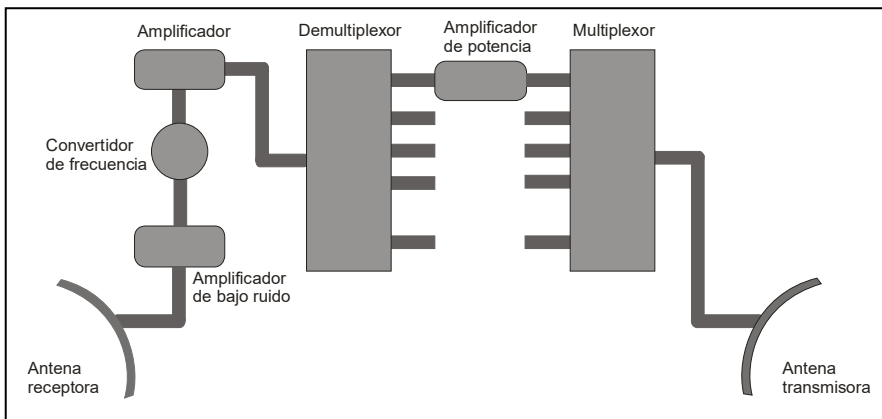 Amplificador
Demultiplexor
Amplificador
de potencia
Multiplexor
Convertidor
de frecuencia
Amplificador
de bajo ruido
Antena
receptora
Antena
transmisora